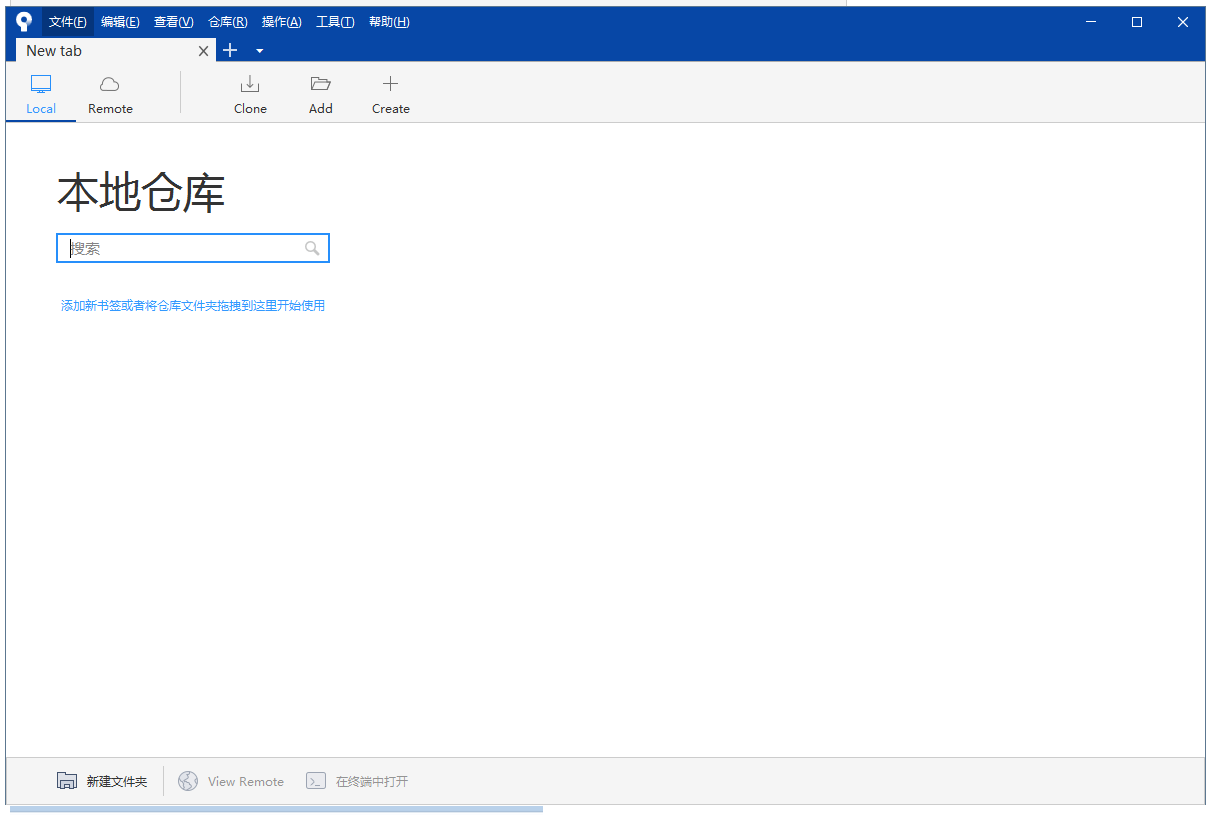 文件(F) 编辑(E) 查看(V) 仓库(R) 操作(A) 工具(T) 帮助(H)
New tab
Local Remote Clone Add Create
本地仓库
搜索
添加新书签或者将仓库文件夹拖拽到这里开始使用
新建文件夹 View Remote 在终端中打开